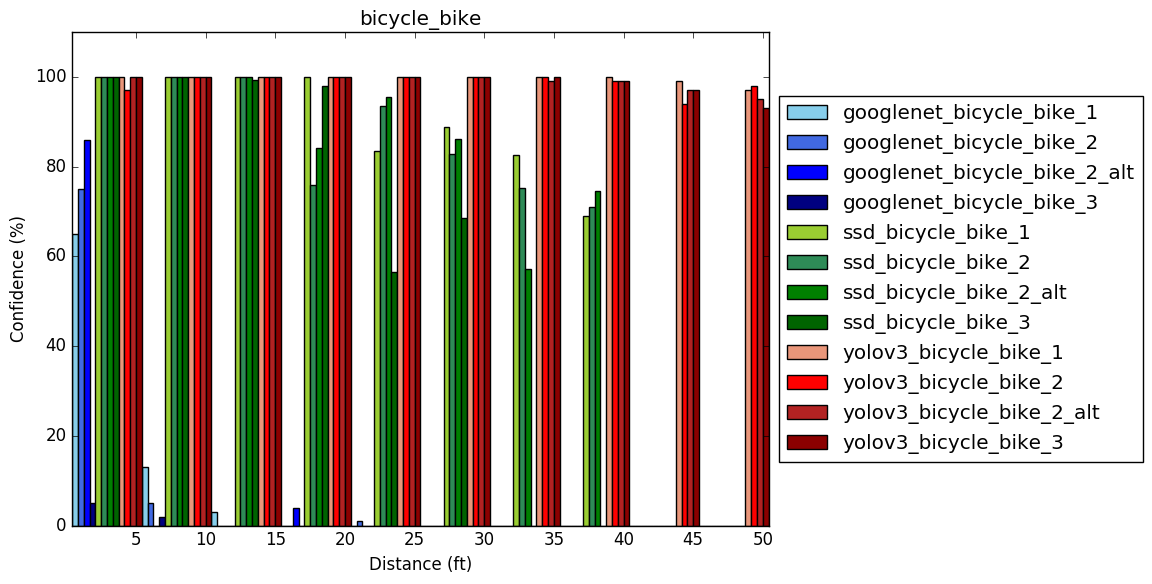 bicycle_bike
100
80
60
40
20
0
Confidence (%)
5 10 15 20 25 30 35 40 45 50
Distance (ft)
googlenet_bicycle_bike_1
googlenet_bicycle_bike_2
googlenet_bicycle_bike_2_alt
googlenet_bicycle_bike_3
ssd_bicycle_bike_1
ssd_bicycle_bike_2
ssd_bicycle_bike_2_alt
ssd_bicycle_bike_3
yolov3_bicycle_bike_1
yolov3_bicycle_bike_2
yolov3_bicycle_bike_2_alt
yolov3_bicycle_bike_3